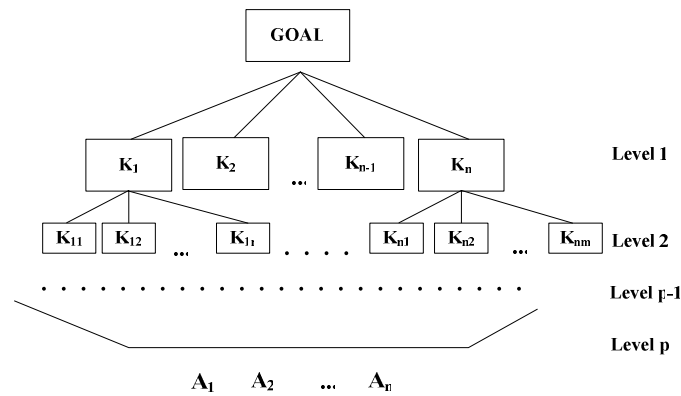 GOAL
K1 K2 ... Kn-1 Kn Level 1
K11 K12 ... K1n . . . . Kn1 Kn2 ... Knm Level 2
Level p-1
Level p
A1 A2 ... An